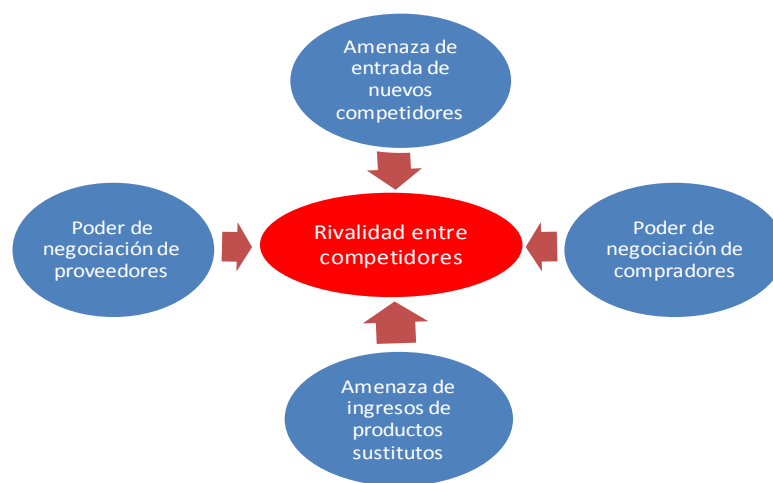 Amenaza de
entrada de
nuevos
competidores
Poder de
negociación de
proveedores
Rivalidad entre
competidores
Poder de
negociación de
compradores
Amenaza de
ingresos de
productos
sustitutos